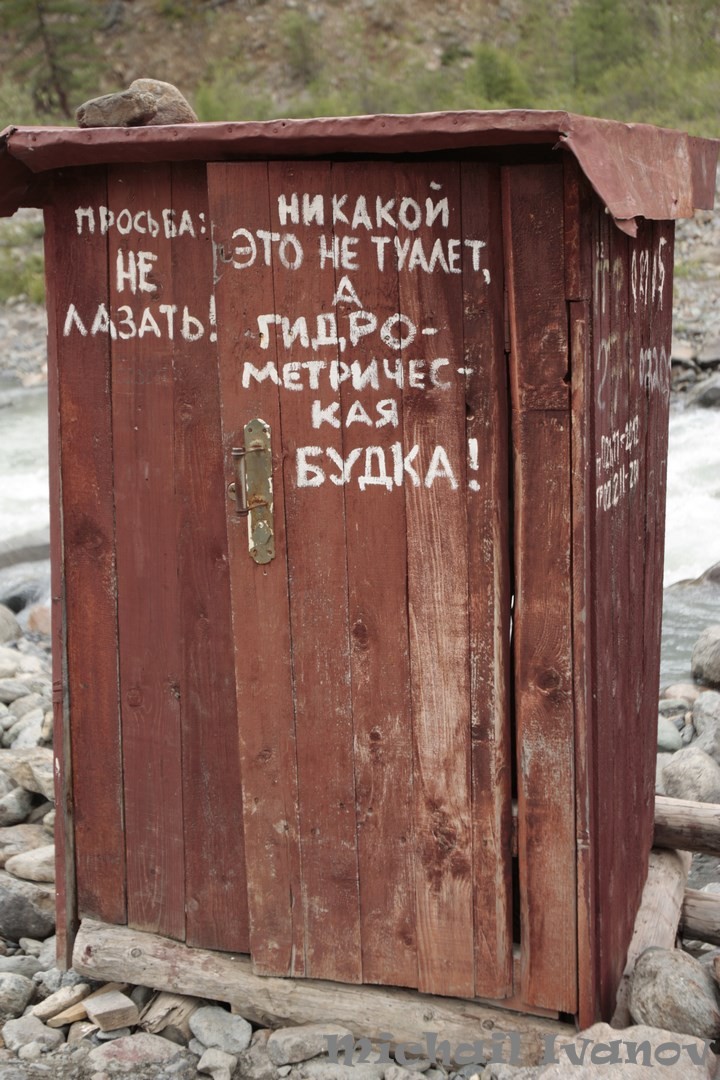 ПРОСЬБА:
НЕ
ЛАЗАТЬ!
НИКАКОЙ
ЭТО НЕ ТУАЛЕТ,
А
ГИДРО-
МЕТРИЧЕС-
КАЯ
БУДКА!
Michail Ivanov